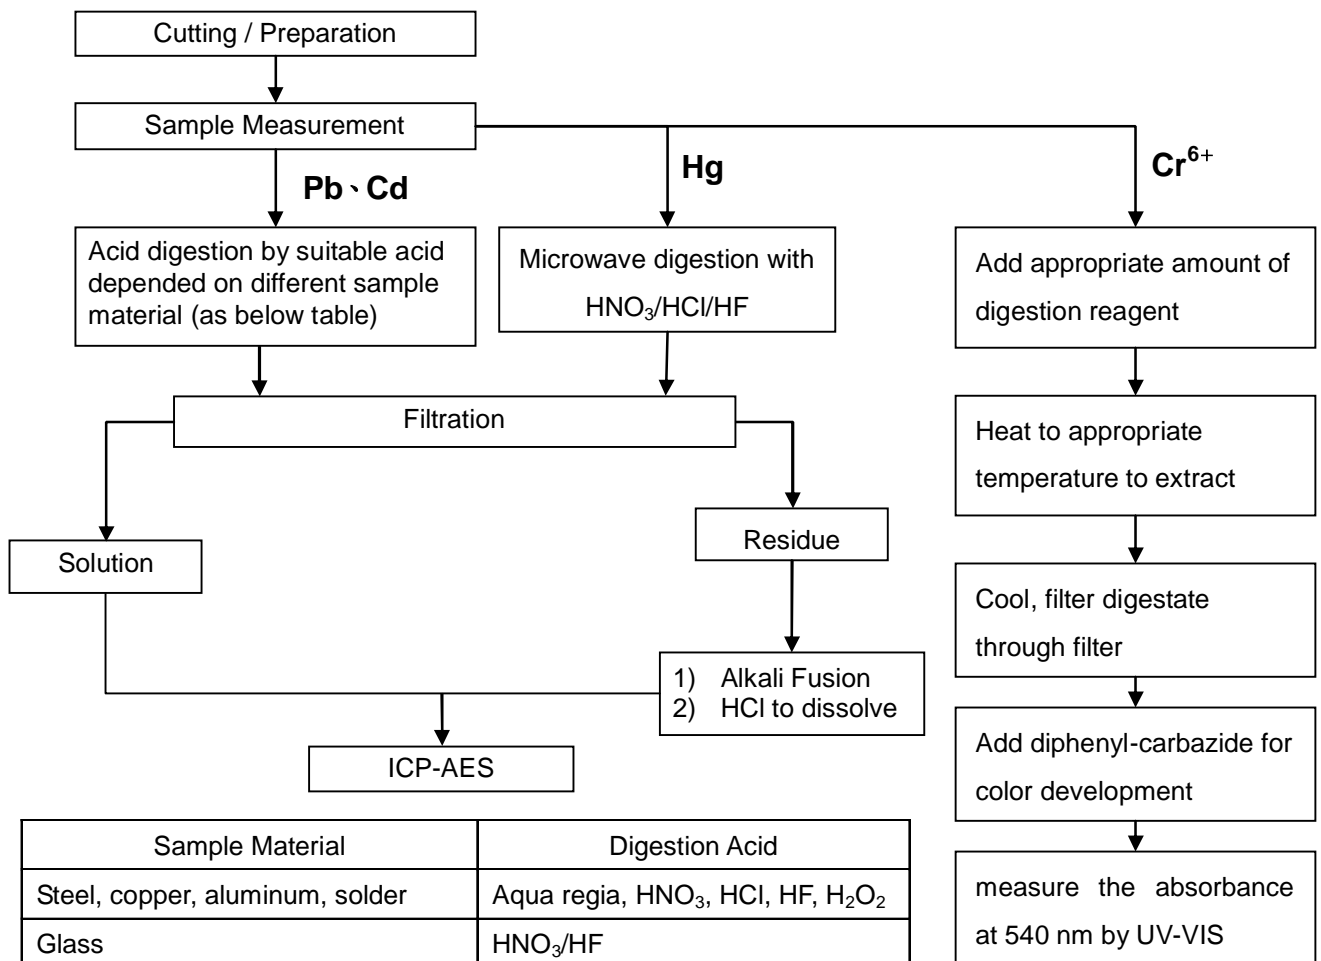 Cutting / Preparation
Sample Measurement
Pb、Cd
Hg
Cr⁶⁺
Acid digestion by suitable acid
depended on different sample
material (as below table)
Microwave digestion with
HNO₃/HCl/HF
Add appropriate amount of
digestion reagent
Filtration
Heat to appropriate
temperature to extract
Solution
Residue
Cool, filter digestate
through filter
1) Alkali Fusion
2) HCl to dissolve
ICP-AES
Add diphenyl-carbazide for
color development
measure the absorbance
at 540 nm by UV-VIS
Sample Material Digestion Acid
Steel, copper, aluminum, solder Aqua regia, HNO₃, HCl, HF, H₂O₂
Glass HNO₃/HF